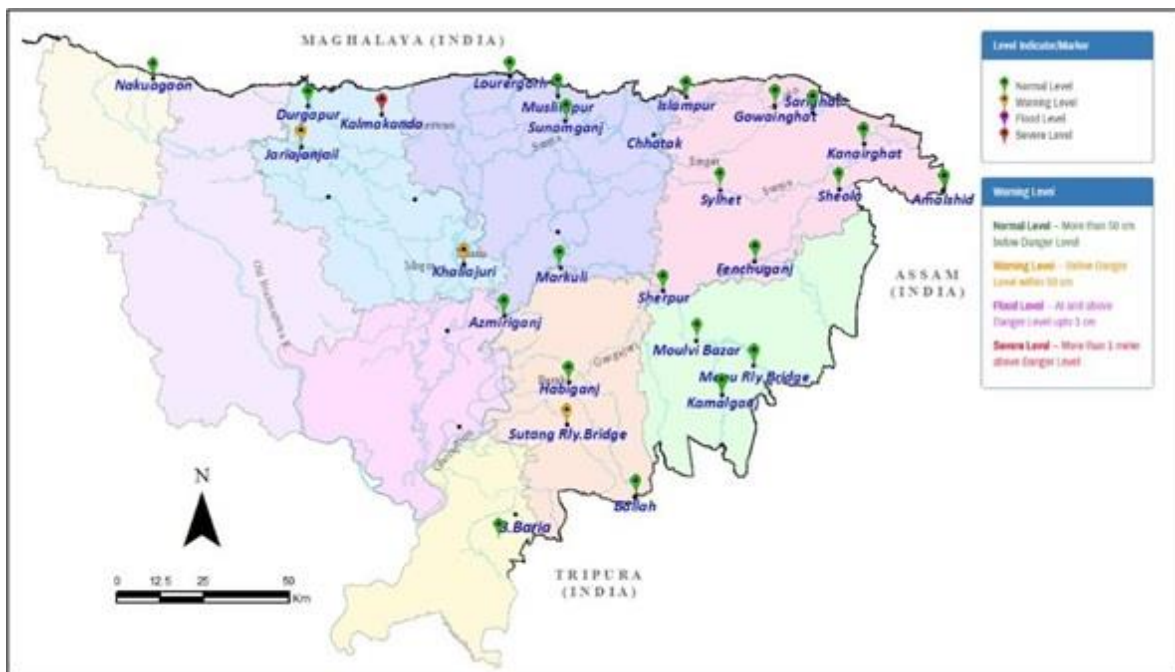 MAGHALAYA (INDIA)
Nakuagaon
Lourergorh
Durgapur
Kalmakanda
Muslimpur
Sunamganj
Islampur
Gowainghat
Sarighat
Jariajanjail
Chhatak
Kanairghat
Surma
Sylhet
Sheola
Amalshid
Khaliajuri
Markuli
Fenchuganj
ASSAM
(INDIA)
Sherpur
Azmiriganj
Moulvi Bazar
Manu Rly.Bridge
Habiganj
Kamalganj
Sutang Rly.Bridge
Ballah
B.Baria
N
TRIPURA
(INDIA)
0 12.5 25 50
Km
Level Indicator/Marker
Normal Level
Warning Level
Flood Level
Severe Level
Warning Level
Normal Level – More than 50 cm
below Danger Level
Warning Level – Below Danger
Level within 50 cm
Flood Level – At and above
Danger Level upto 1 cm
Severe Level – More than 1 meter
above Danger Level